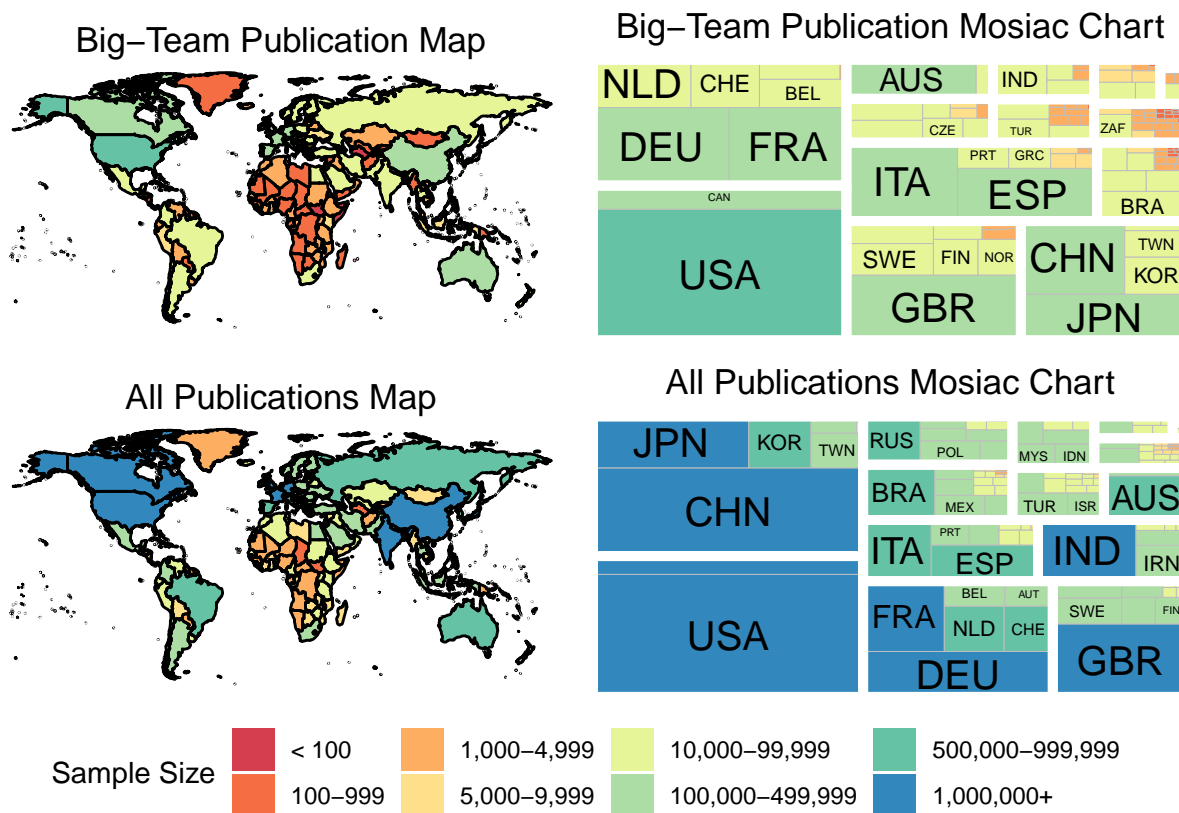 Big−Team Publication Map
Big−Team Publication Mosiac Chart
NLD
CHE
BEL
DEU
FRA
CAN
USA
AUS
IND
CZE
TUR
ZAF
ITA
PRT
GRC
ESP
BRA
SWE
FIN
NOR
GBR
CHN
TWN
KOR
JPN
All Publications Map
All Publications Mosiac Chart
JPN
KOR
TWN
CHN
USA
RUS
POL
MYS
IDN
BRA
MEX
TUR
ISR
AUS
ITA
PRT
ESP
IND
IRN
FRA
BEL
AUT
NLD
CHE
DEU
SWE
FIN
GBR
Sample Size
< 100
100−999
1,000−4,999
5,000−9,999
10,000−99,999
100,000−499,999
500,000−999,999
1,000,000+